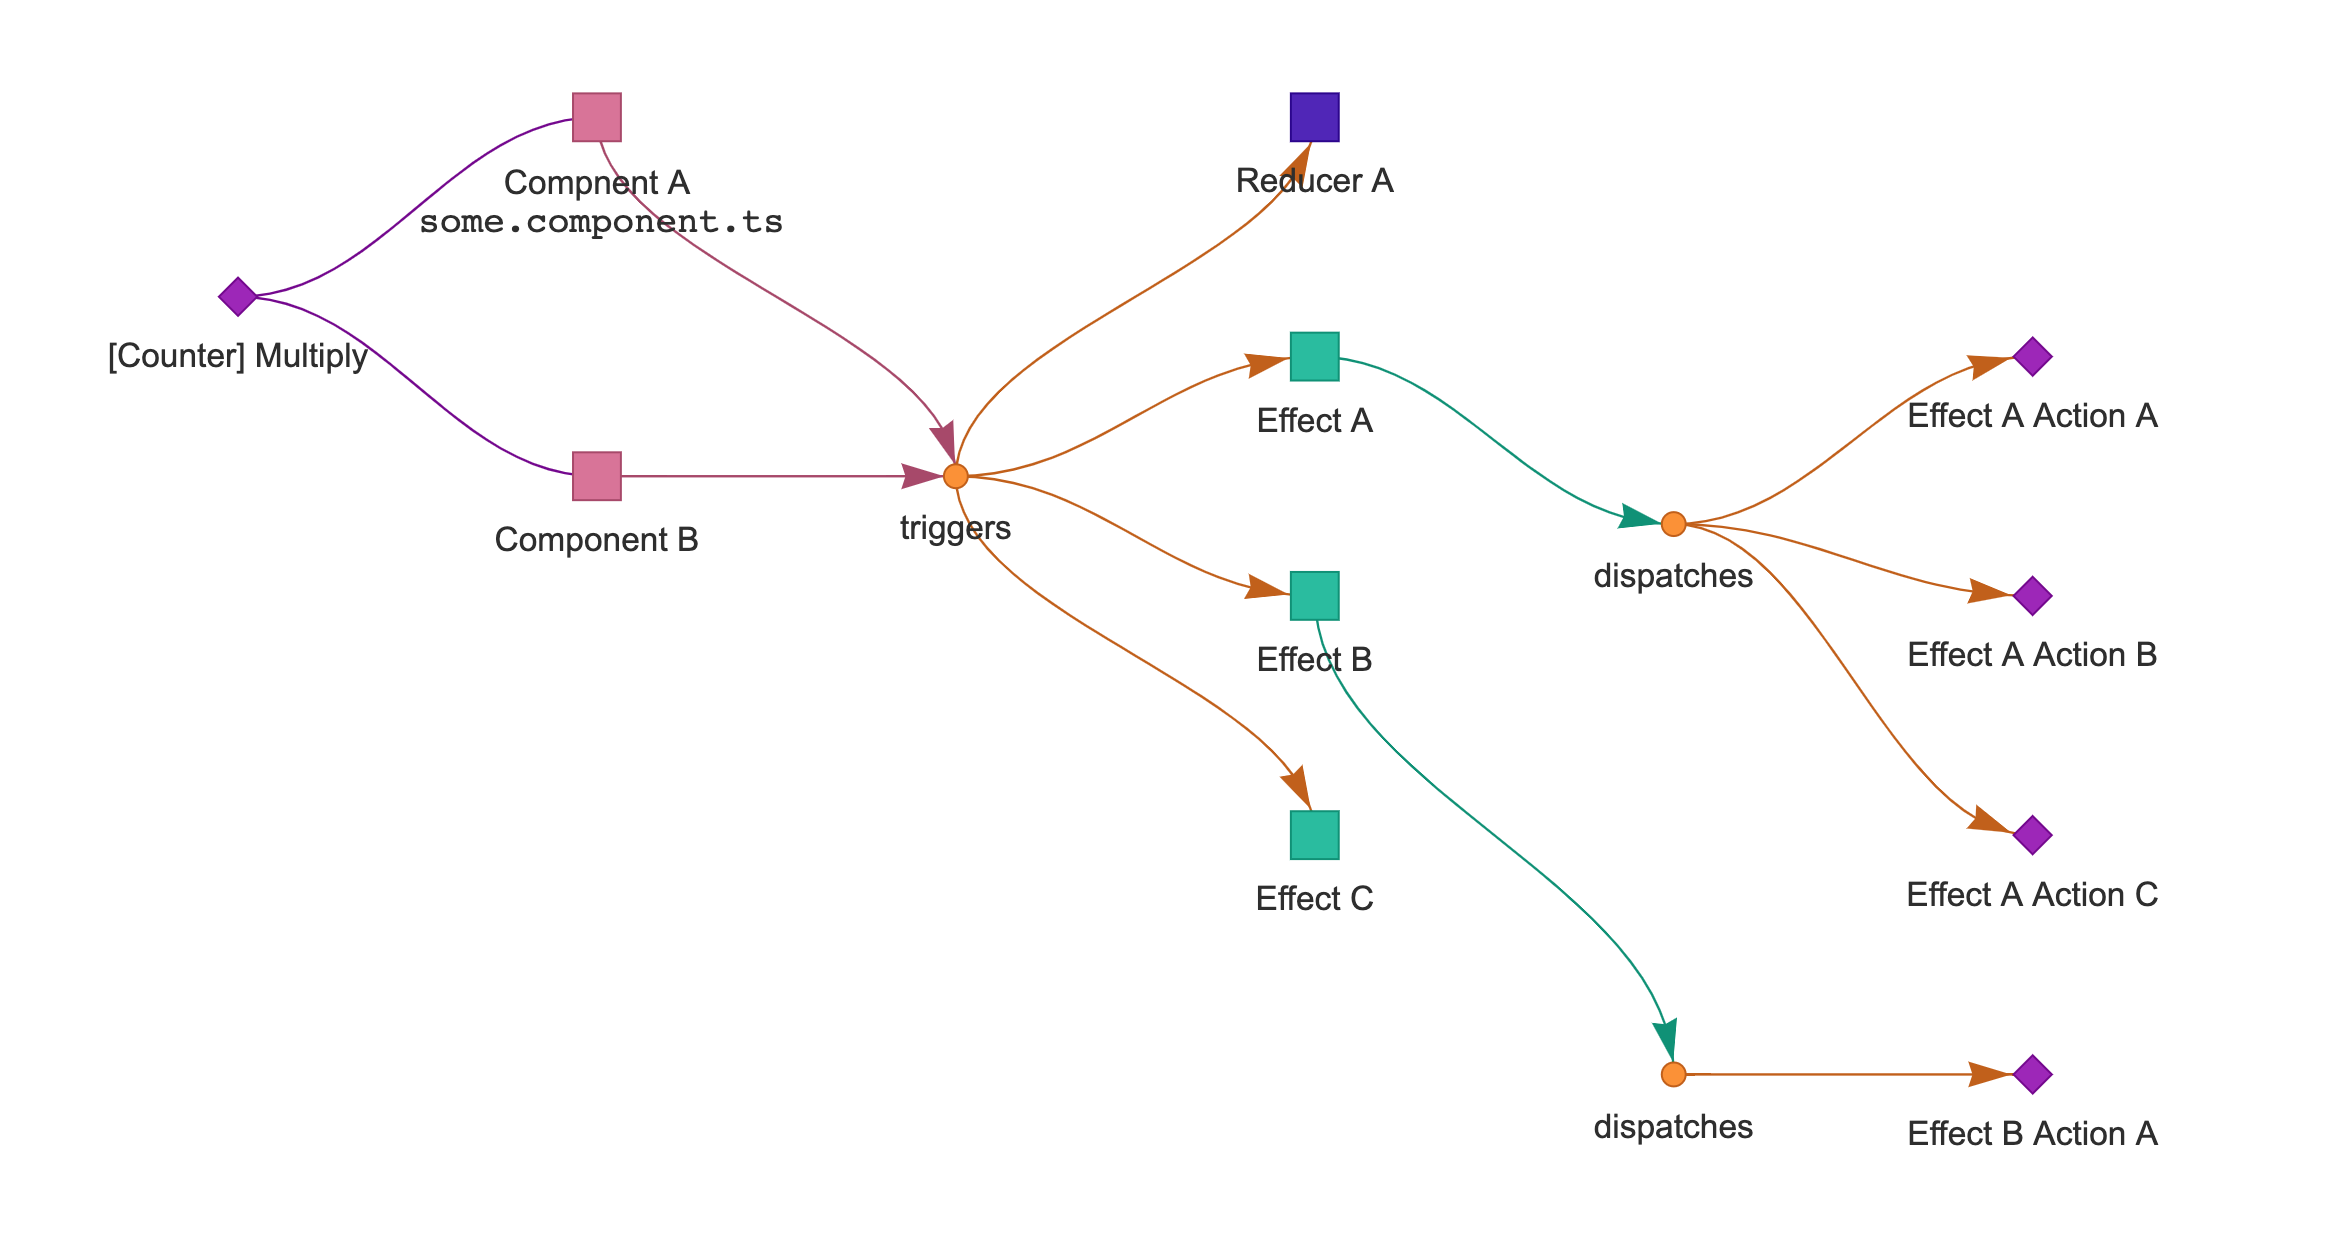 Compnent A
some.component.ts
[Counter] Multiply
Component B
triggers
Reducer A
Effect A
Effect B
Effect C
dispatches
dispatches
Effect A Action A
Effect A Action B
Effect A Action C
Effect B Action A